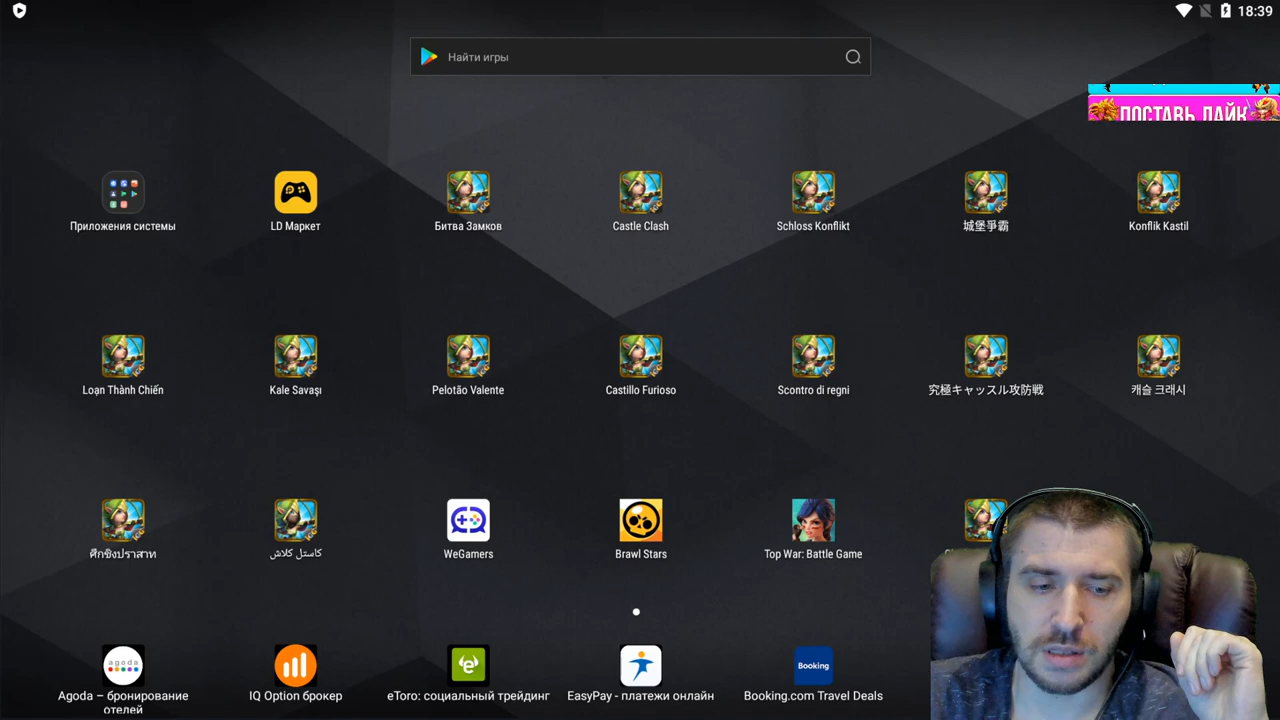 18:39
Найти игры
ПОСТАВЬ ЛАЙК
Приложения системы
LD Маркет
Битва Замков
Castle Clash
Schloss Konflikt
城堡爭霸
Konflik Kastil
Loạn Thành Chiến
Kale Savaşı
Pelotão Valente
Castillo Furioso
Scontro di regni
究極キャッスル攻防戦
캐슬 크래시
ศึกชิงปราสาท
كاستل كلاش
WeGamers
Brawl Stars
Top War: Battle Game
agoda
Booking
Agoda – бронирование
отелей
IQ Option брокер
eToro: социальный трейдинг
EasyPay - платежи онлайн
Booking.com Travel Deals